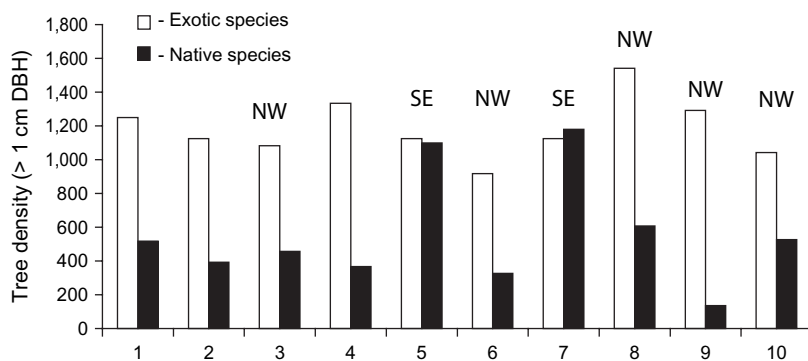 Tree density (> 1 cm DBH)
1,800
1,600
1,400
1,200
1,000
800
600
400
200
0
- Exotic species
- Native species
NW
SE
NW
SE
NW
NW
NW
1 2 3 4 5 6 7 8 9 10